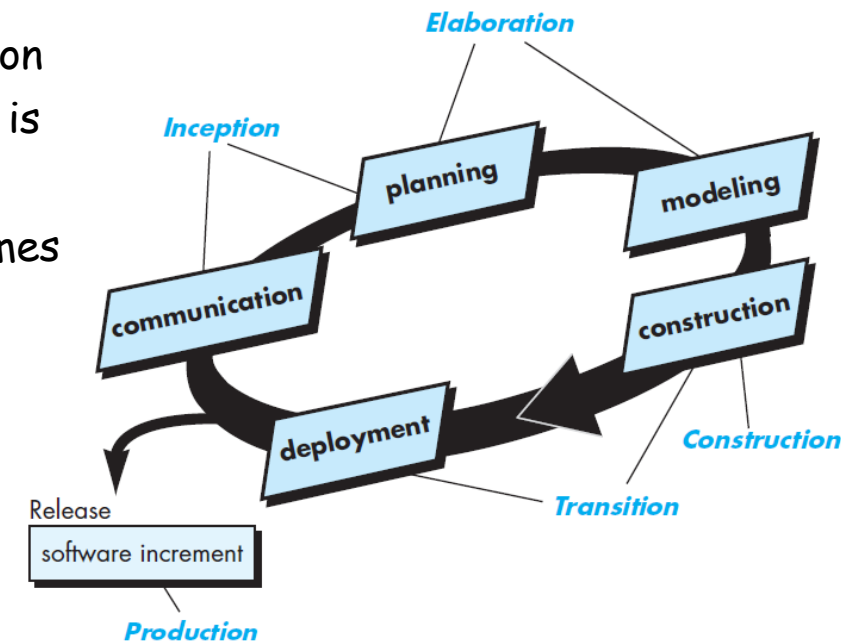 on
is
nes
Elaboration
Inception
planning
modeling
communication
construction
deployment
Construction
Transition
Release
software increment
Production